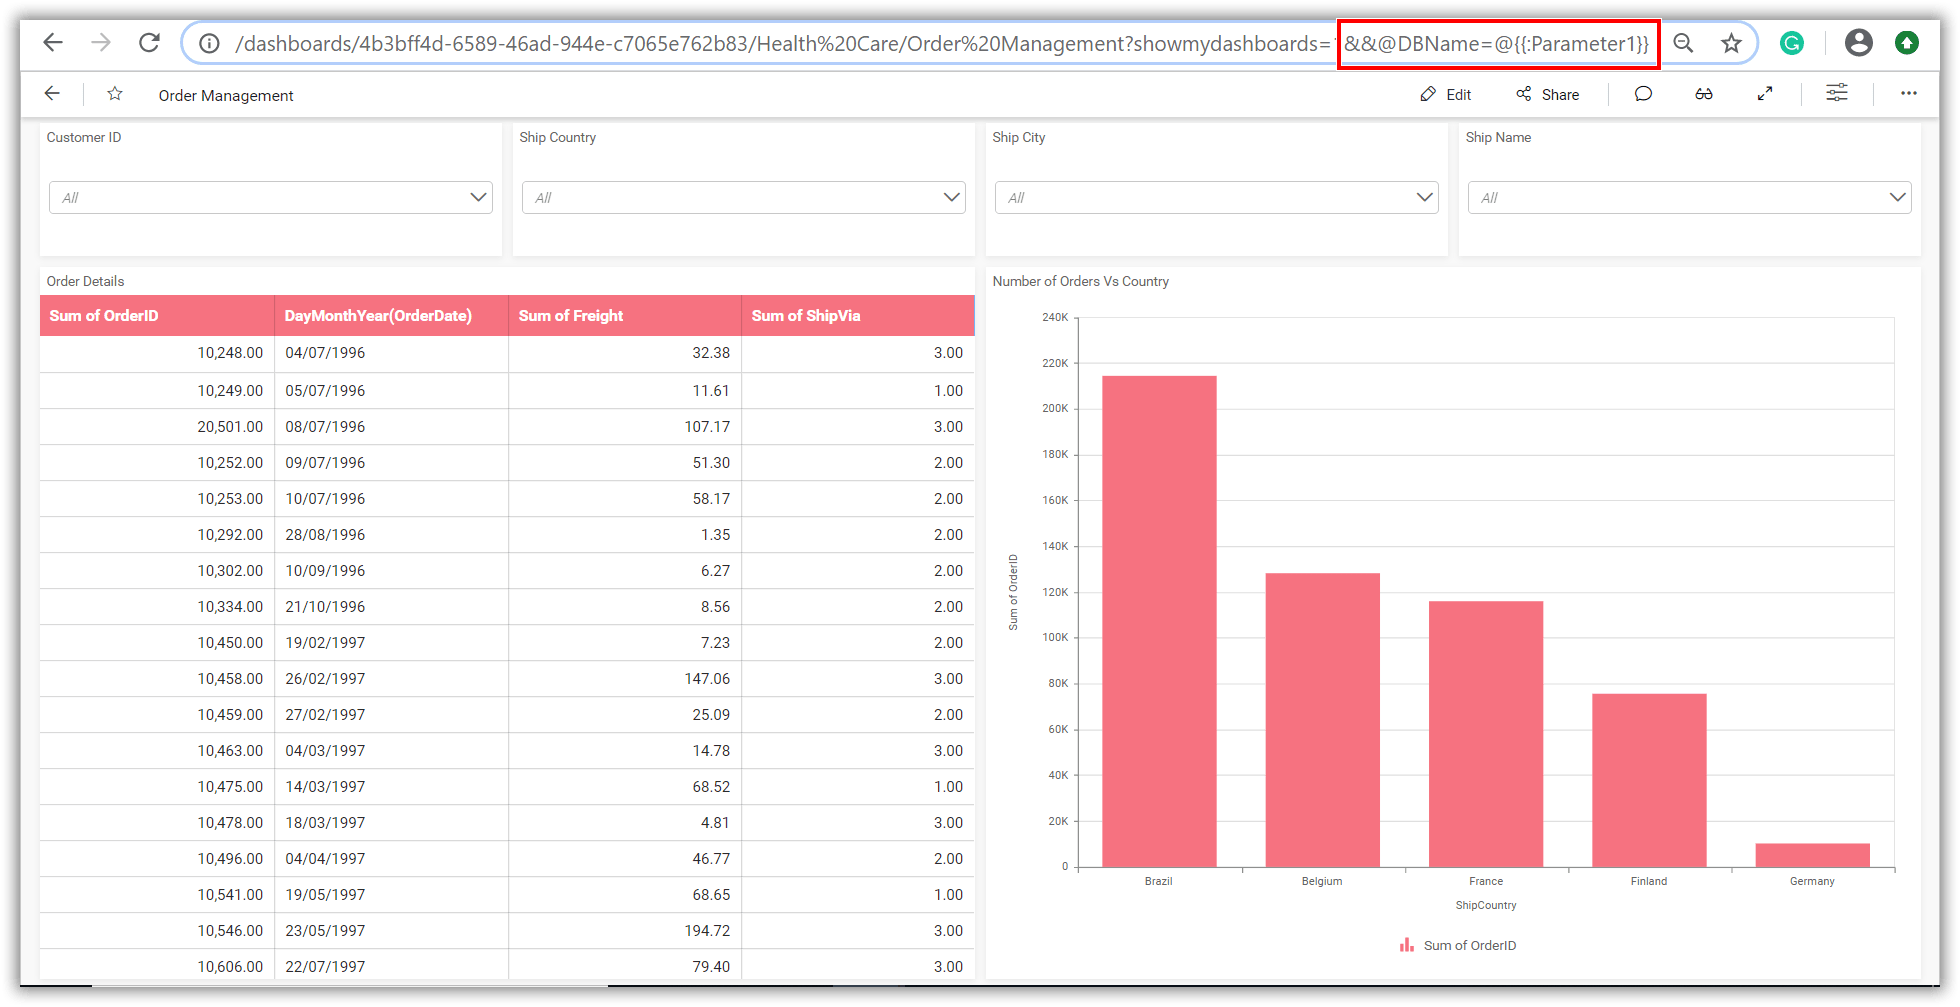 /dashboards/4b3bff4d-6589-46ad-944e-c7065e762b83/Health%20Care/Order%20Management?showmydashboards= &&@DBName=@{{:Parameter1}}
Order Management Edit Share
Customer ID Ship Country Ship City Ship Name
All All All All
Order Details
Sum of OrderID DayMonthYear(OrderDate) Sum of Freight Sum of ShipVia
10,248.00 04/07/1996 32.38 3.00
10,249.00 05/07/1996 11.61 1.00
20,501.00 08/07/1996 107.17 3.00
10,252.00 09/07/1996 51.30 2.00
10,253.00 10/07/1996 58.17 2.00
10,292.00 28/08/1996 1.35 2.00
10,302.00 10/09/1996 6.27 2.00
10,334.00 21/10/1996 8.56 2.00
10,450.00 19/02/1997 7.23 2.00
10,458.00 26/02/1997 147.06 3.00
10,459.00 27/02/1997 25.09 2.00
10,463.00 04/03/1997 14.78 3.00
10,475.00 14/03/1997 68.52 1.00
10,478.00 18/03/1997 4.81 3.00
10,496.00 04/04/1997 46.77 2.00
10,541.00 19/05/1997 68.65 1.00
10,546.00 23/05/1997 194.72 3.00
10,606.00 22/07/1997 79.40 3.00
Number of Orders Vs Country
240K
220K
200K
180K
160K
140K
120K
100K
80K
60K
40K
20K
0
Sum of OrderID
Brazil Belgium France Finland Germany
ShipCountry
Sum of OrderID